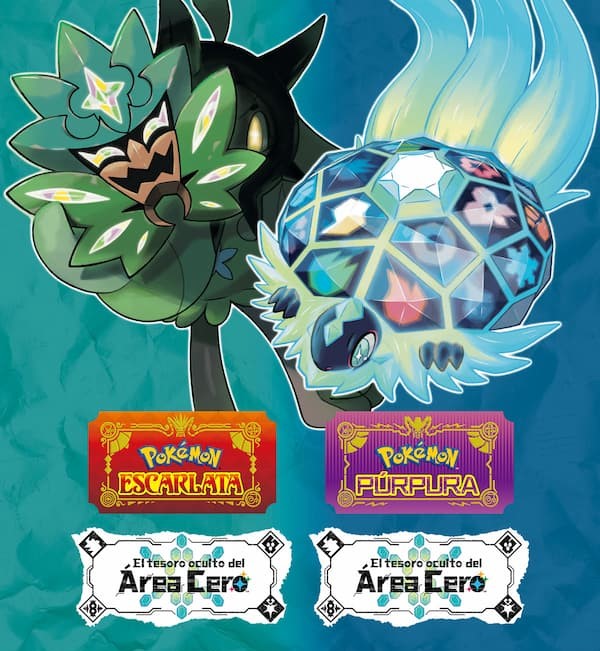 POKÉMON
ESCARLATA
POKÉMON
PÚRPURA
El tesoro oculto del
Área Cero
El tesoro oculto del
Área Cero